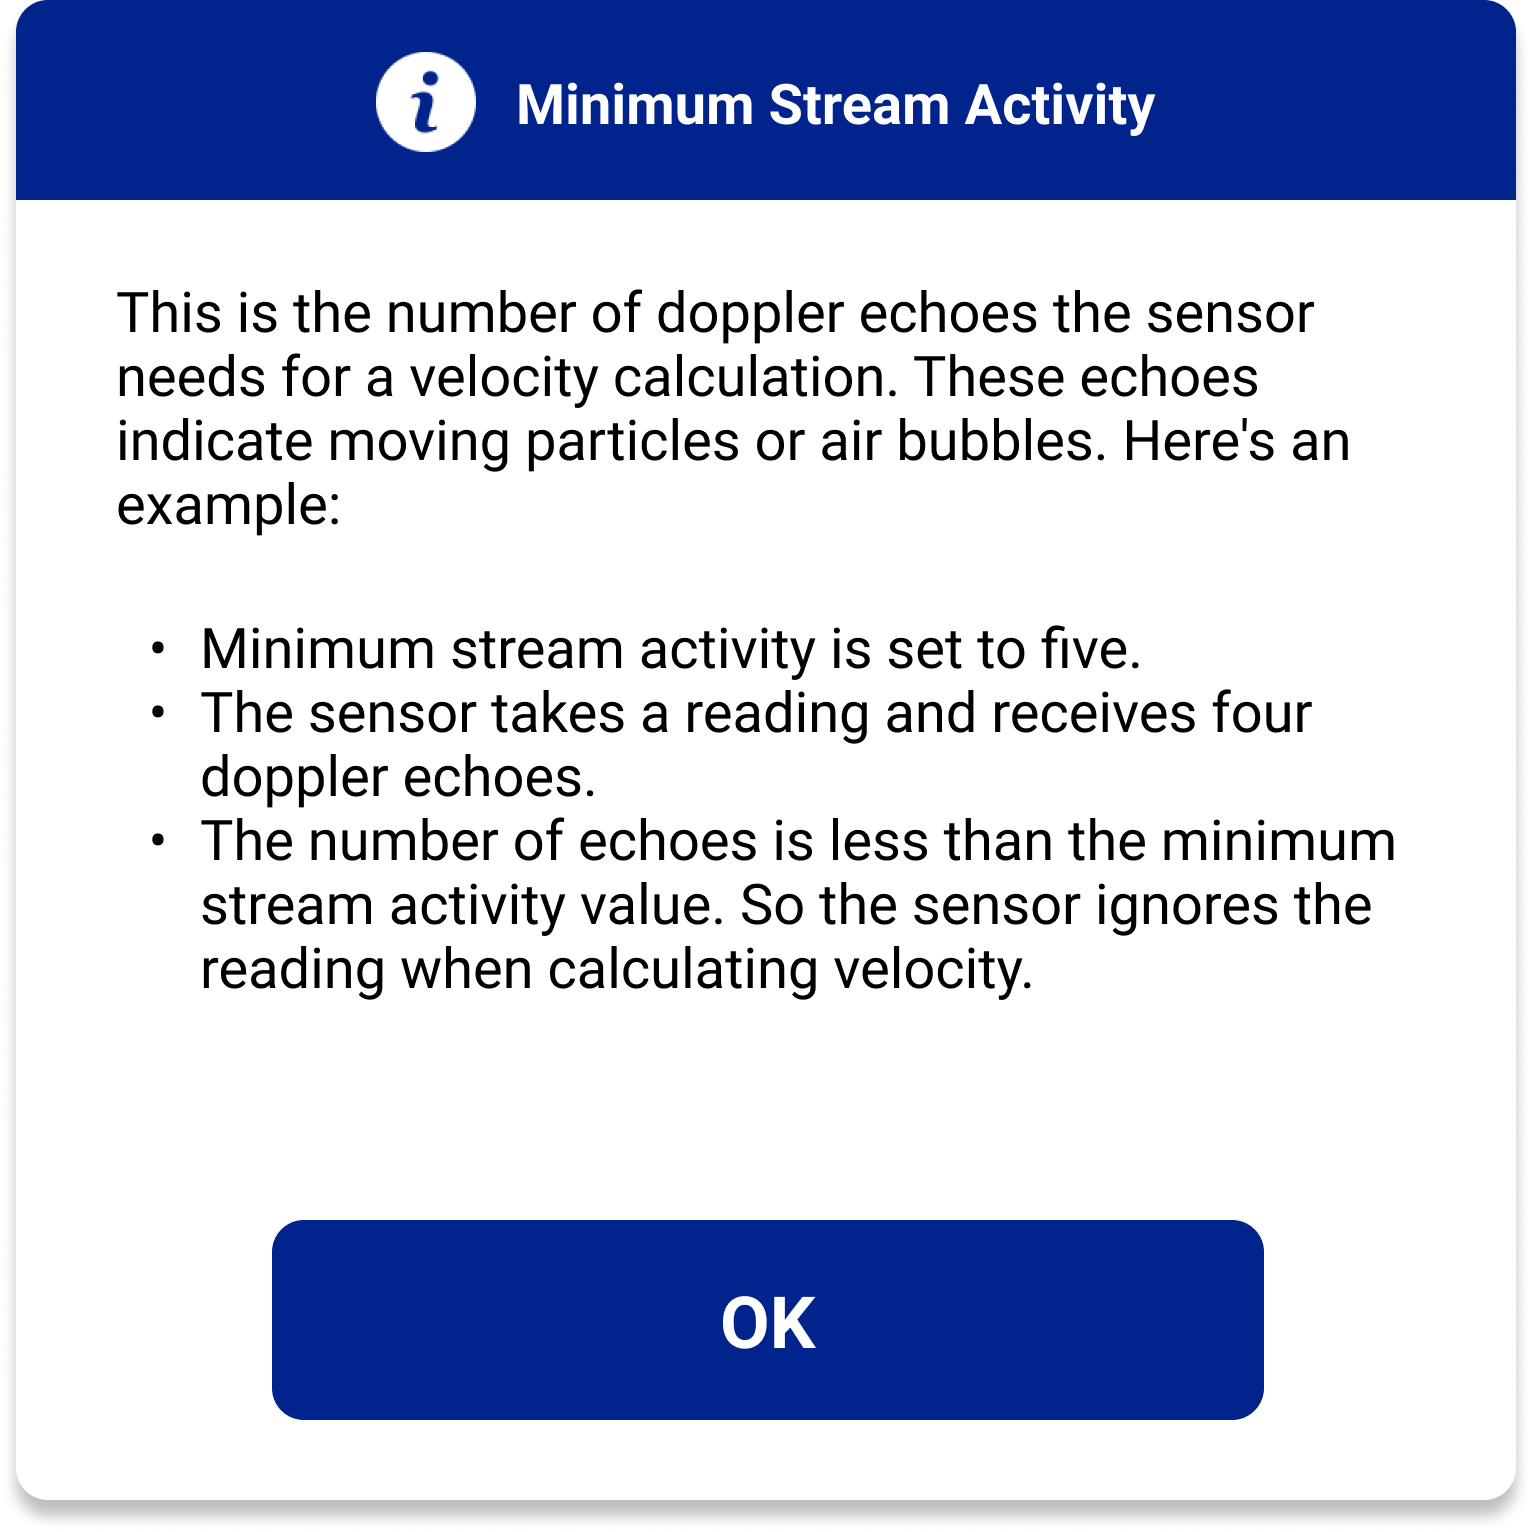 i Minimum Stream Activity
This is the number of doppler echoes the sensor
needs for a velocity calculation. These echoes
indicate moving particles or air bubbles. Here's an
example:
• Minimum stream activity is set to five.
• The sensor takes a reading and receives four
doppler echoes.
• The number of echoes is less than the minimum
stream activity value. So the sensor ignores the
reading when calculating velocity.
OK